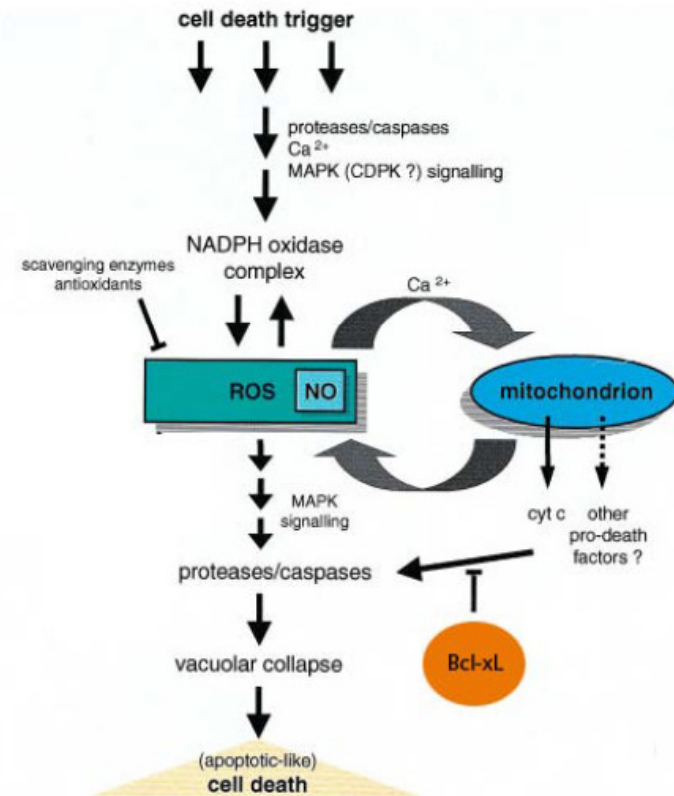 cell death trigger
proteases/caspases
Ca 2+
MAPK (CDPK ?) signalling
NADPH oxidase
complex
scavenging enzymes
antioxidants
Ca 2+
ROS
NO
mitochondrion
MAPK
signalling
cyt c
other
pro-death
factors ?
proteases/caspases
Bcl-xL
vacuolar collapse
(apoptotic-like)
cell death